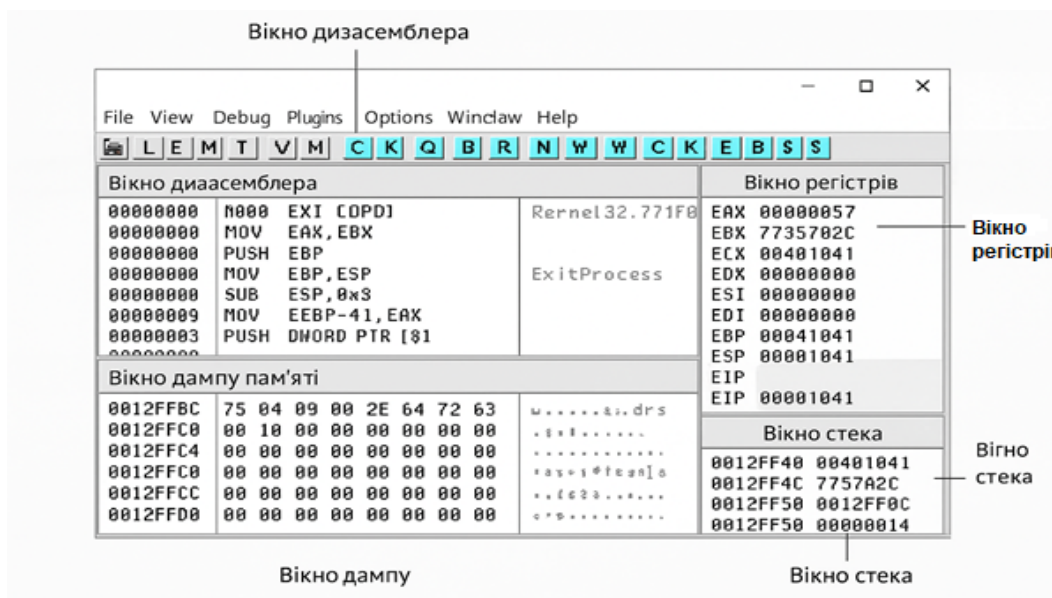 Вікно дизасемблера
File View Debug Plugins Options Winclaw Help
L E M T V M C K Q B R N W W C K E B S S
Вікно диаасемблера
00000000 N000 EXI [OPD] Rernel32.771F0
00000000 MOV EAX,EBX
00000000 PUSH EBP
00000000 MOV EBP,ESP ExitProcess
00000000 SUB ESP,0x3
00000009 MOV EEBP-41,EAX
00000003 PUSH DWORD PTR [$1
Вікно регістрів
EAX 00000057
EBX 7735702C
ECX 00401041
EDX 00000000
ESI 00000000
EDI 00000000
EBP 00041041
ESP 00001041
EIP
EIP 00001041
Вікно
регістрі
Вікно дампу пам'яті
0012FFBC 75 04 09 00 2E 64 72 63
0012FFC0 00 10 00 00 00 00 00 00
0012FFC4 00 00 00 00 00 00 00 00
0012FFC0 00 00 00 00 00 00 00 00
0012FFCC 00 00 00 00 00 00 00 00
0012FFD0 00 00 00 00 00 00 00 00
Вікно стека
0012FF40 00401041
0012FF4C 7757A2C
0012FF50 0012FF0C
0012FF50 00000014
Вігно
стека
Вікно дампу
Вікно стека